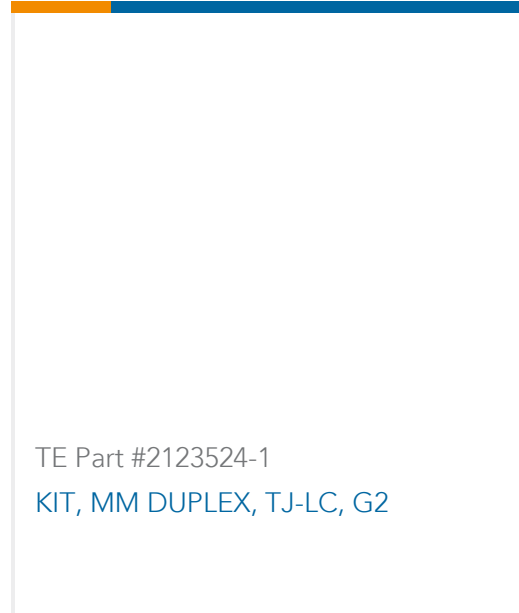 TE Part #2123524-1
KIT, MM DUPLEX, TJ-LC, G2